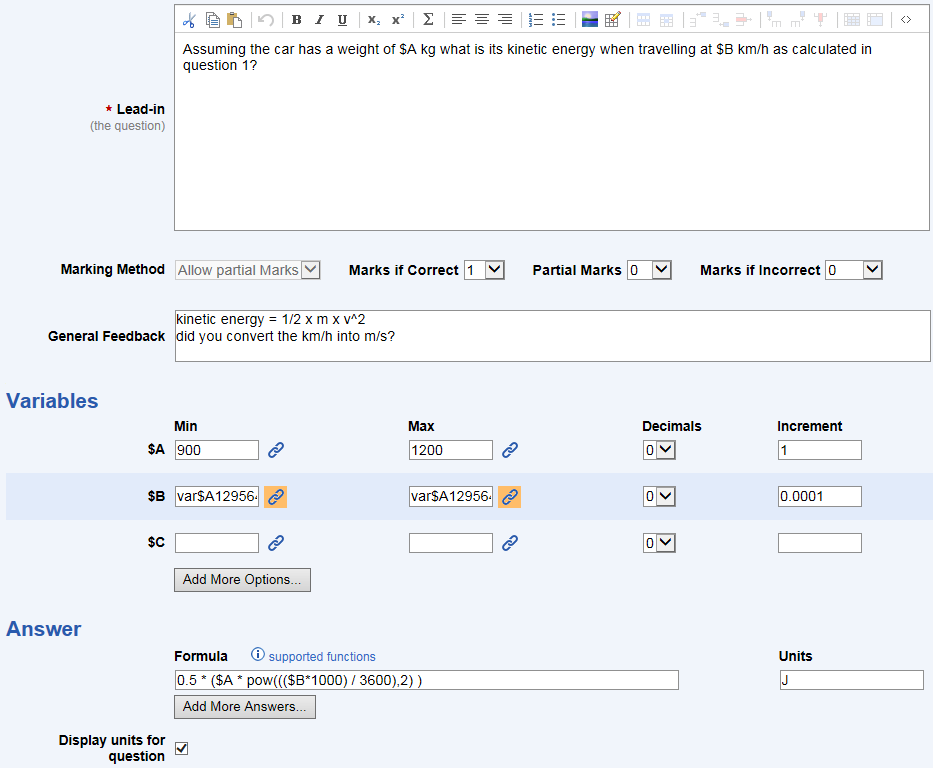 B I U x₂ x² Σ <>
Assuming the car has a weight of $A kg what is its kinetic energy when travelling at $B km/h as calculated in
question 1?
* Lead-in
(the question)
Marking Method Allow partial Marks Marks if Correct 1 Partial Marks 0 Marks if Incorrect 0
General Feedback
kinetic energy = 1/2 x m x v^2
did you convert the km/h into m/s?
Variables
Min Max Decimals Increment
$A 900 1200 0 1
$B var$A12956 var$A12956 0 0.0001
$C 0
Add More Options...
Answer
Formula supported functions Units
0.5 * ($A * pow((($B*1000) / 3600),2) ) J
Add More Answers...
Display units for
question